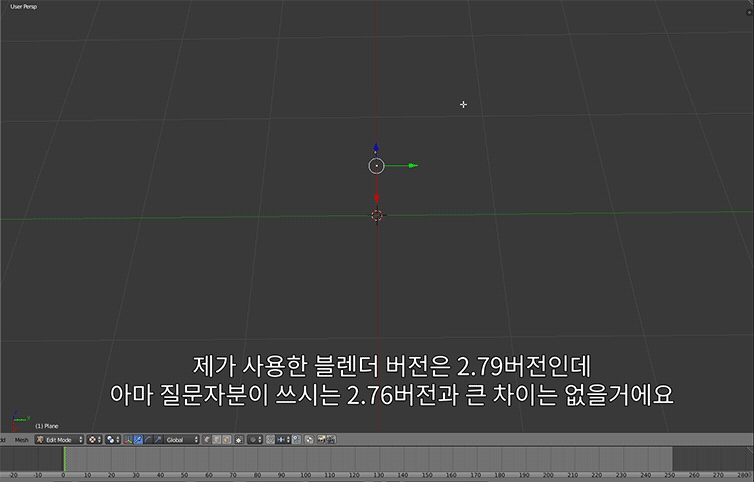 User Persp
제가 사용한 블렌더 버전은 2.79버전인데
아마 질문자분이 쓰시는 2.76버전과 큰 차이는 없을거에요
(1) Plane
dd Mesh Edit Mode Global
-20 -10 0 10 20 30 40 50 60 70 80 90 100 110 120 130 140 150 160 170 180 190 200 210 220 230 240 250 260 270 280